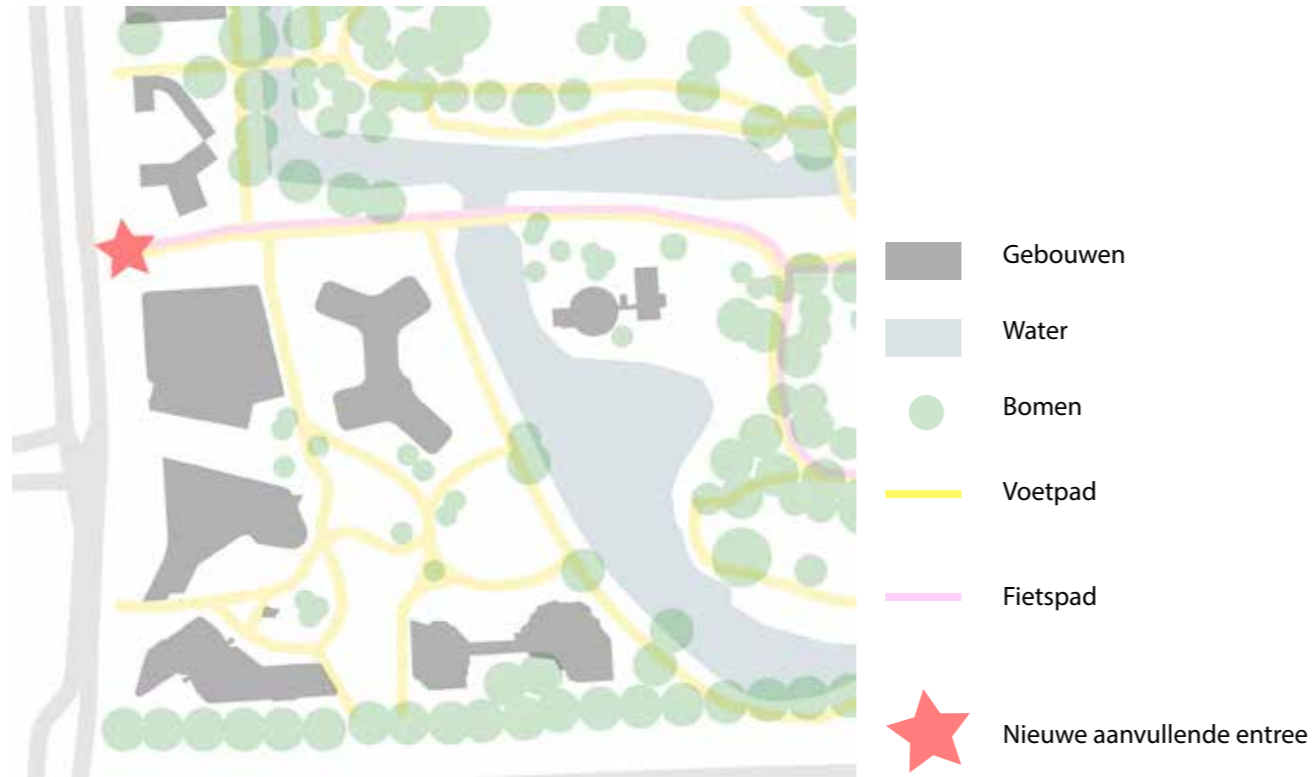 Gebouwen
Water
Bomen
Voetpad
Fietspad
Nieuwe aanvullende entree